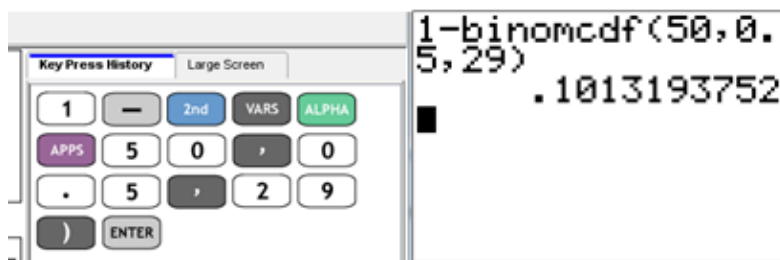 Key Press History
Large Screen
1 − 2nd VARS ALPHA
APPS 5 0 , 0
. 5 , 2 9
) ENTER
1-binomcdf(50,0.
5,29)
.1013193752